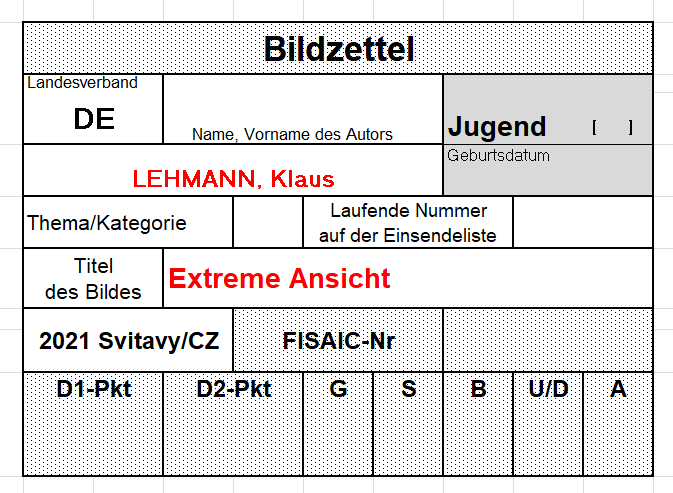 Bildzettel
Landesverband
DE
Name, Vorname des Autors
Jugend [ ]
LEHMANN, Klaus
Geburtsdatum
Thema/Kategorie
Laufende Nummer
auf der Einsendeliste
Titel
des Bildes
Extreme Ansicht
2021 Svitavy/CZ FISAIC-Nr
D1-Pkt D2-Pkt G S B U/D A